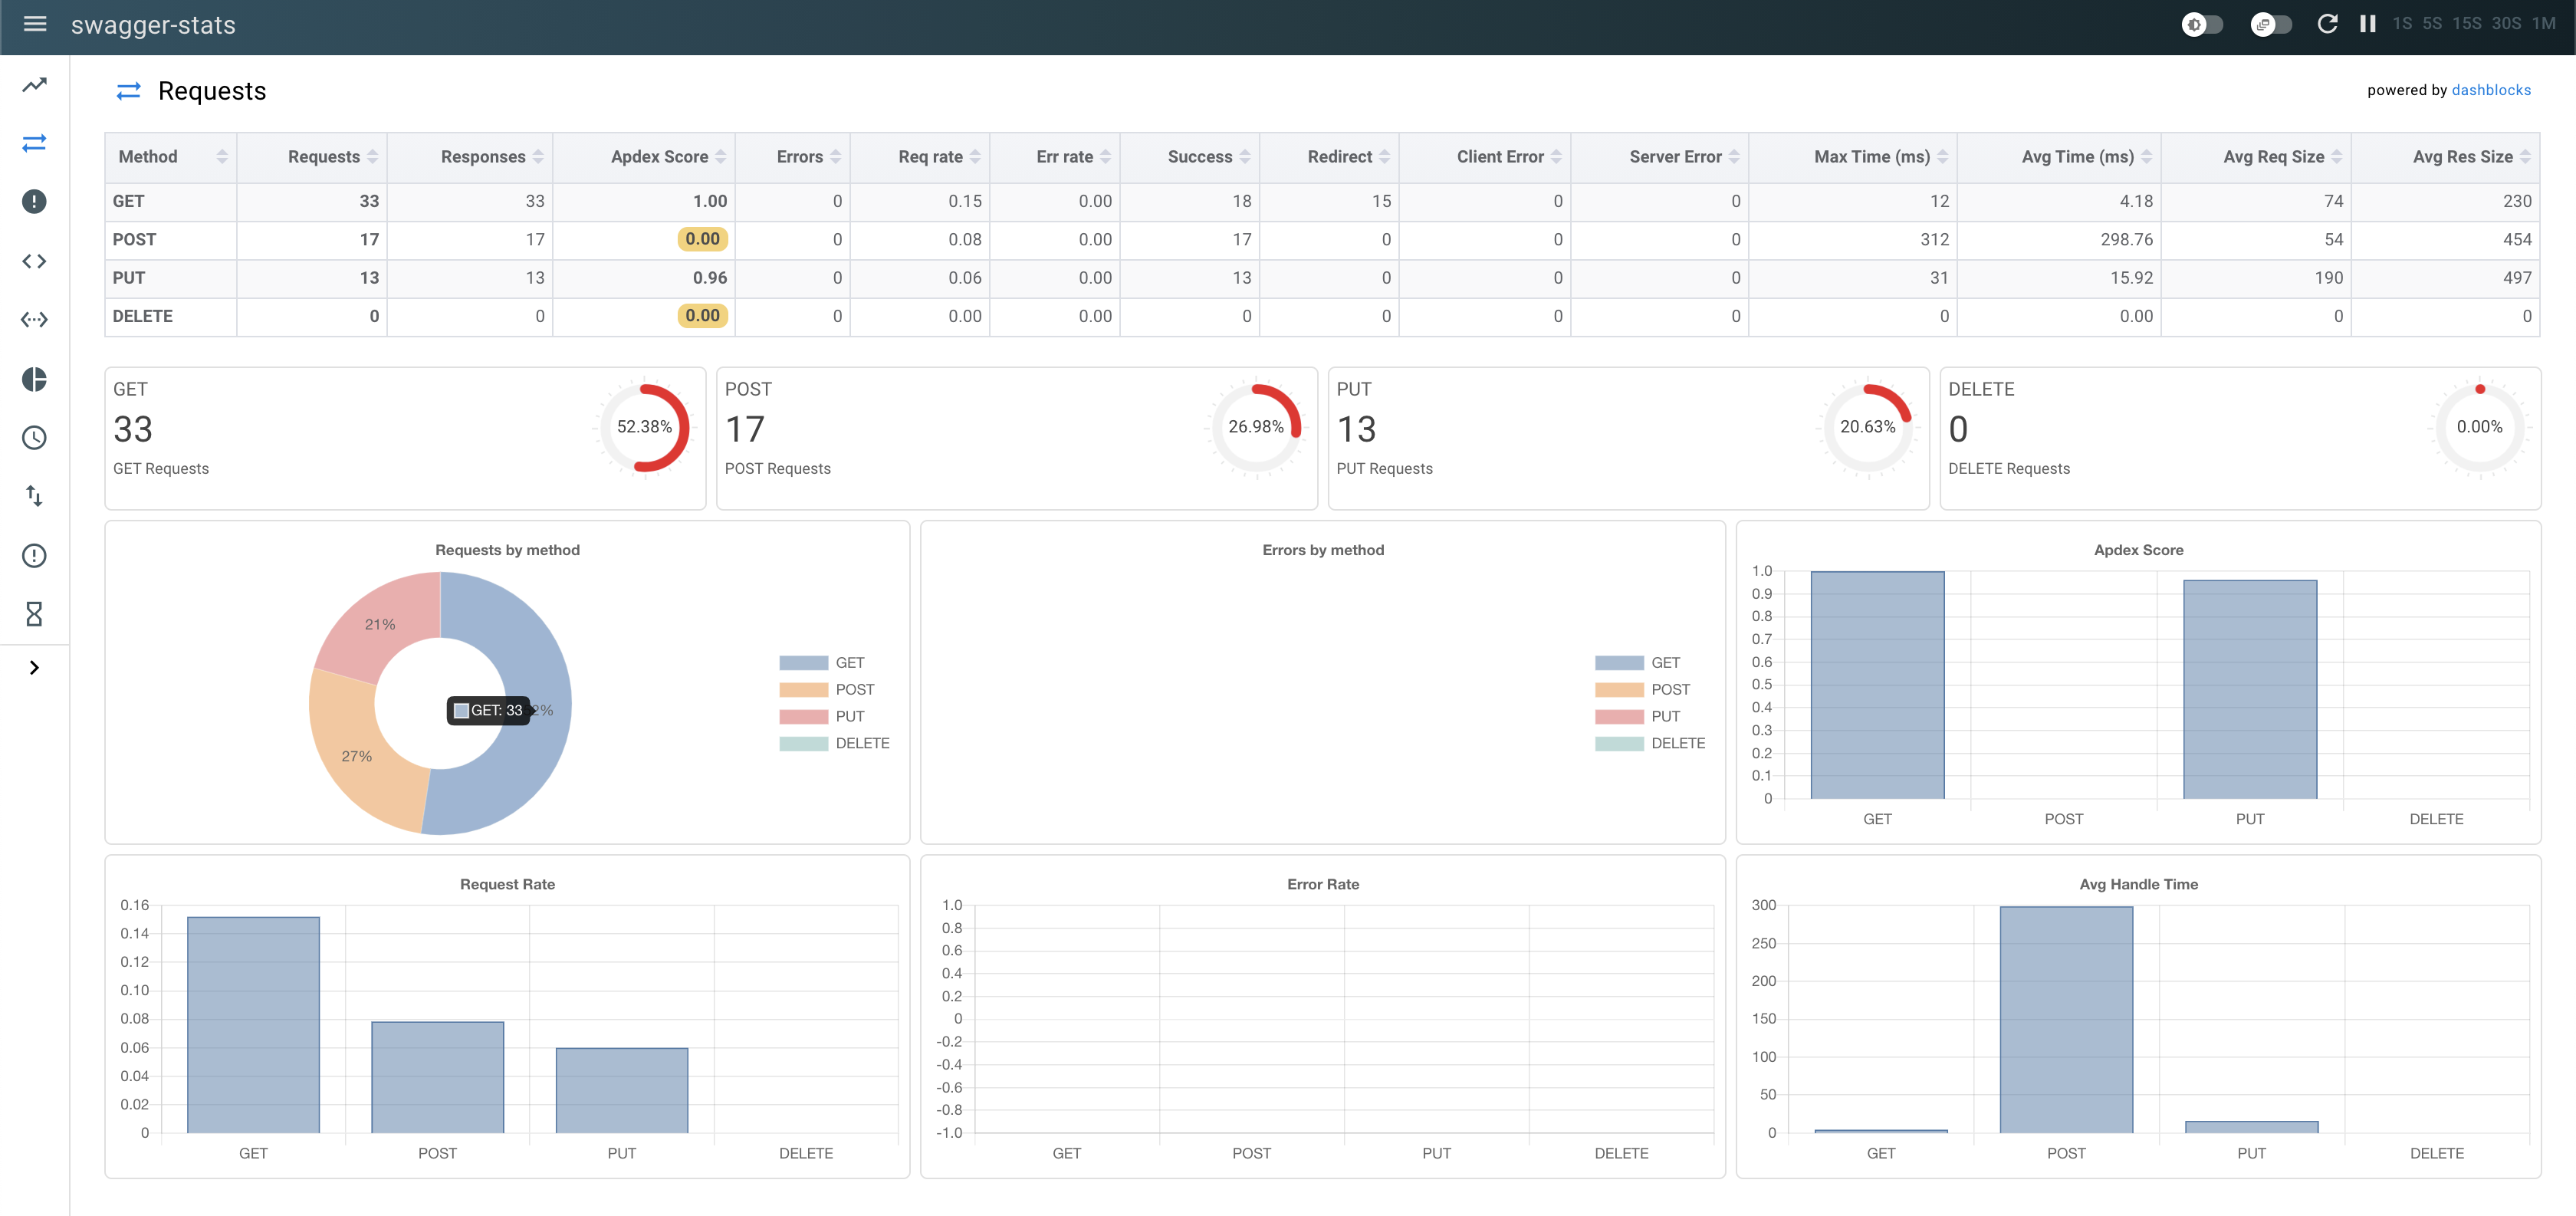 swagger-stats
1S 5S 15S 30S 1M
Requests
powered by dashblocks
Method Requests Responses Apdex Score Errors Req rate Err rate Success Redirect Client Error Server Error Max Time (ms) Avg Time (ms) Avg Req Size Avg Res Size
GET 33 33 1.00 0 0.15 0.00 18 15 0 0 12 4.18 74 230
POST 17 17 0.00 0 0.08 0.00 17 0 0 0 312 298.76 54 454
PUT 13 13 0.96 0 0.06 0.00 13 0 0 0 31 15.92 190 497
DELETE 0 0 0.00 0 0.00 0.00 0 0 0 0 0 0.00 0 0
GET
33
GET Requests
52.38%
POST
17
POST Requests
26.98%
PUT
13
PUT Requests
20.63%
DELETE
0
DELETE Requests
0.00%
Requests by method
21%
27%
GET: 33
2%
GET
POST
PUT
DELETE
Errors by method
GET
POST
PUT
DELETE
Apdex Score
1.0
0.9
0.8
0.7
0.6
0.5
0.4
0.3
0.2
0.1
0
GET POST PUT DELETE
Request Rate
0.16
0.14
0.12
0.10
0.08
0.06
0.04
0.02
0
GET POST PUT DELETE
Error Rate
1.0
0.8
0.6
0.4
0.2
0
-0.2
-0.4
-0.6
-0.8
-1.0
GET POST PUT DELETE
Avg Handle Time
300
250
200
150
100
50
0
GET POST PUT DELETE